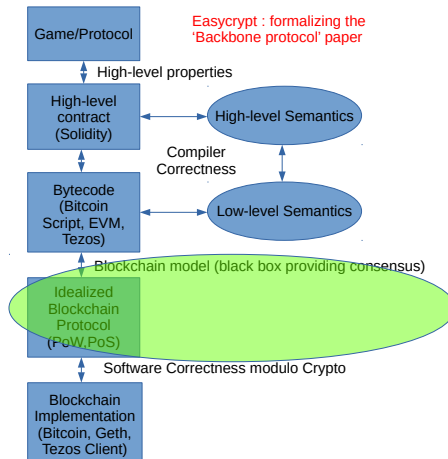 Easycrypt : formalizing the
'Backbone protocol' paper
Game/Protocol
High-level properties
High-level
contract
(Solidity)
High-level Semantics
Compiler
Correctness
Bytecode
(Bitcoin
Script, EVM,
Tezos)
Low-level Semantics
Blockchain model (black box providing consensus)
Idealized
Blockchain
Protocol
(PoW,PoS)
Software Correctness modulo Crypto
Blockchain
Implementation
(Bitcoin, Geth,
Tezos Client)